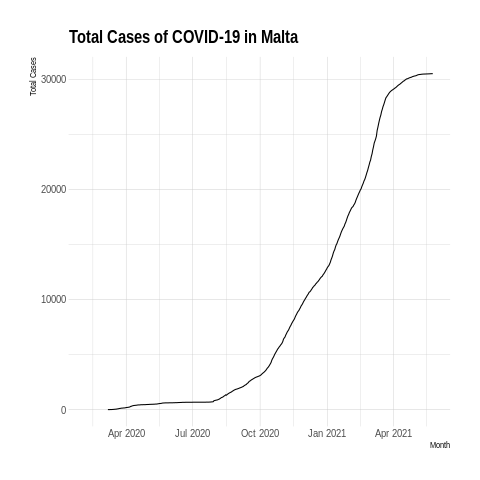 Total Cases of COVID-19 in Malta
Total Cases
30000
20000
10000
0
Apr 2020 Jul 2020 Oct 2020 Jan 2021 Apr 2021
Month